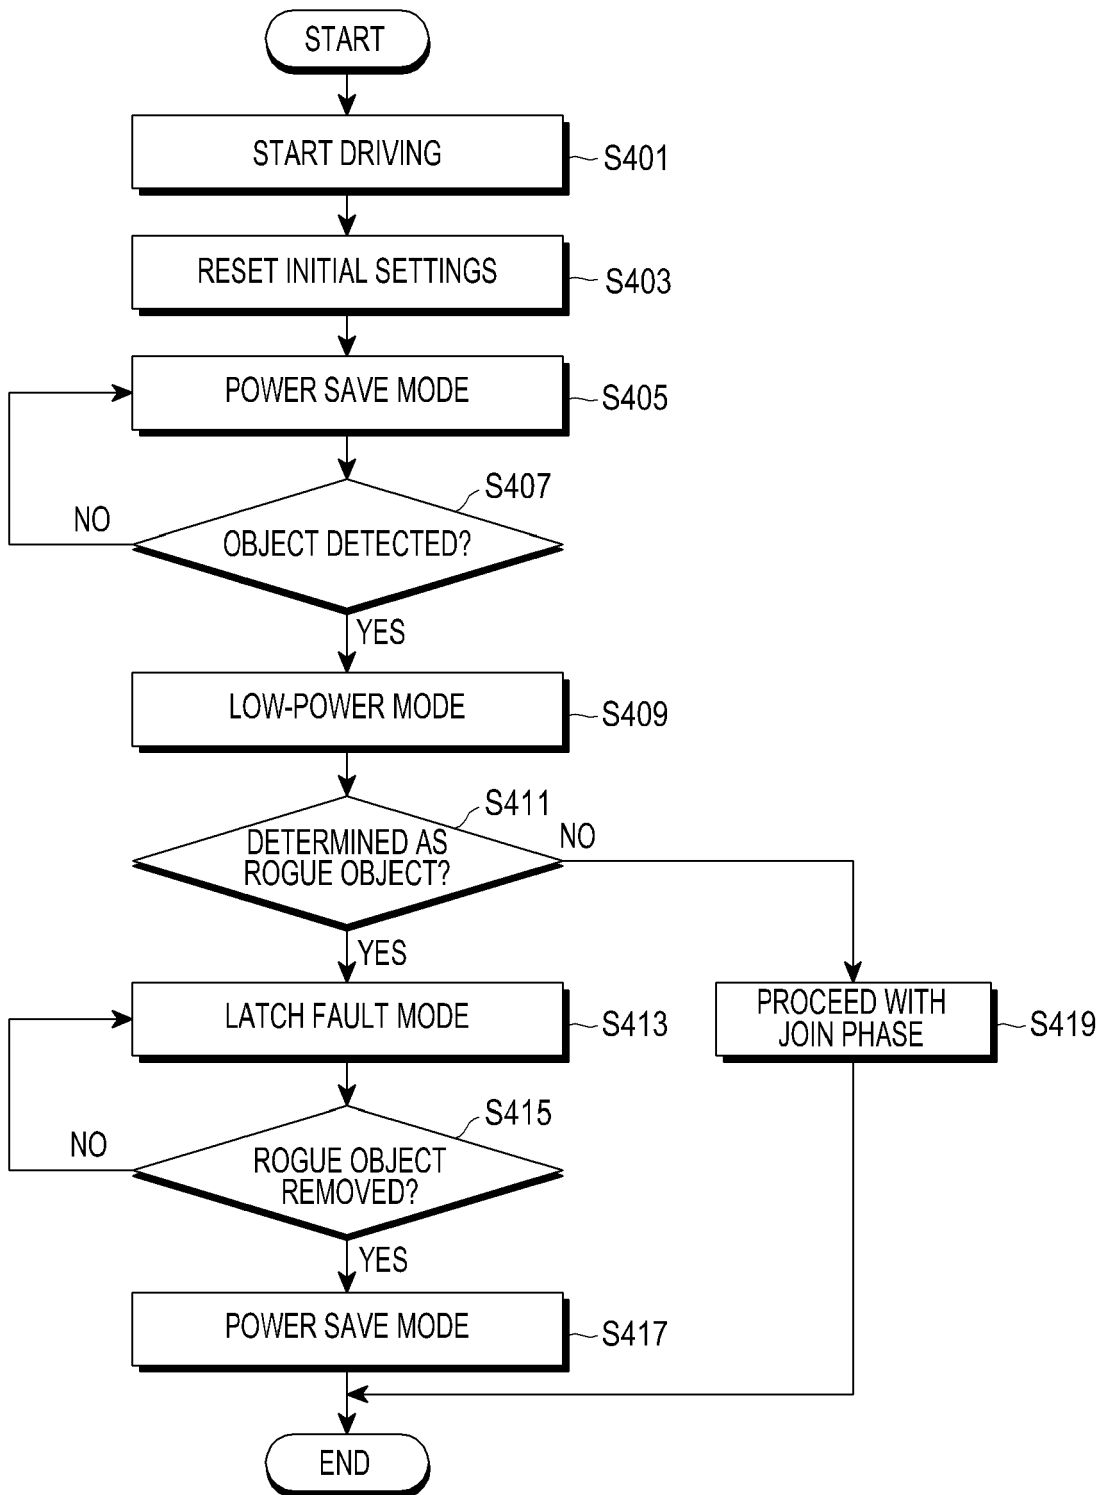 START
START DRIVING
S401
RESET INITIAL SETTINGS
S403
POWER SAVE MODE
S405
S407
NO
OBJECT DETECTED?
YES
LOW-POWER MODE
S409
S411
NO
DETERMINED AS
ROGUE OBJECT?
YES
LATCH FAULT MODE
S413
PROCEED WITH
JOIN PHASE
S419
S415
NO
ROGUE OBJECT
REMOVED?
YES
POWER SAVE MODE
S417
END